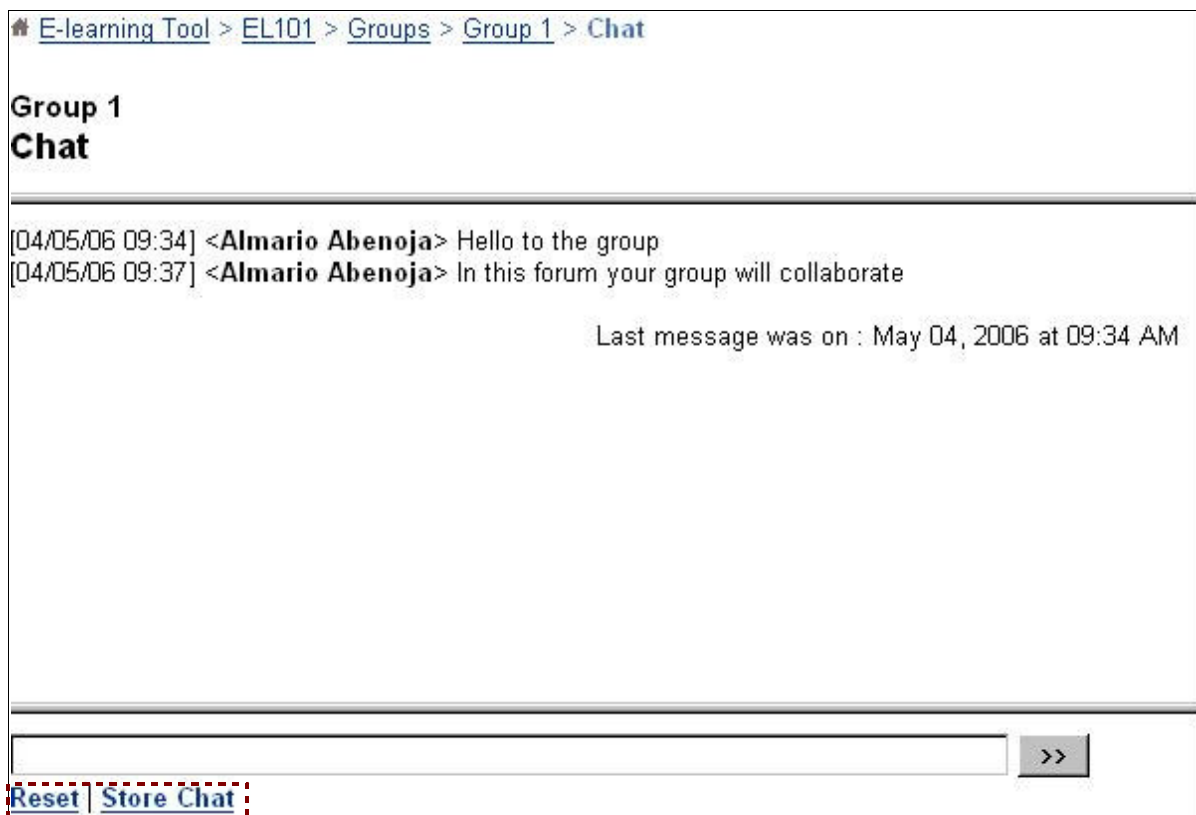 E-learning Tool > EL101 > Groups > Group 1 > Chat
Group 1
Chat
[04/05/06 09:34] <Almario Abenoja> Hello to the group
[04/05/06 09:37] <Almario Abenoja> In this forum your group will collaborate
Last message was on : May 04, 2006 at 09:34 AM
>>
Reset | Store Chat